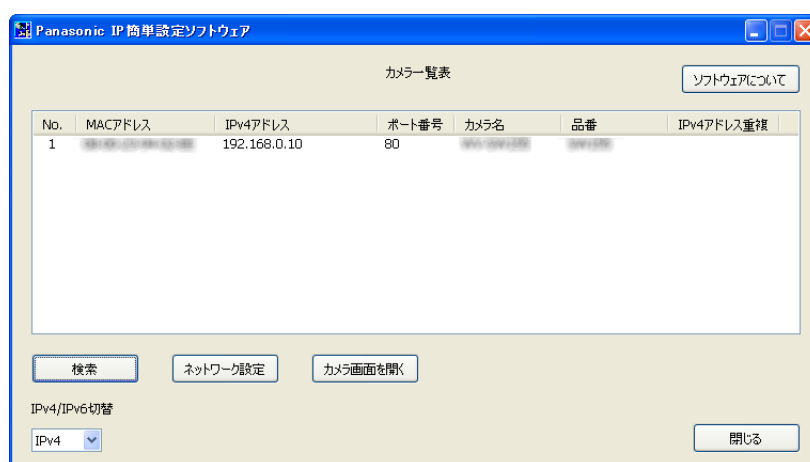 Panasonic IP簡単設定ソフトウェア
カメラ一覧表
ソフトウェアについて
No. MACアドレス IPv4アドレス ポート番号 カメラ名 品番 IPv4アドレス重複
1 192.168.0.10 80
検索 ネットワーク設定 カメラ画面を開く
IPv4/IPv6切替
IPv4
閉じる